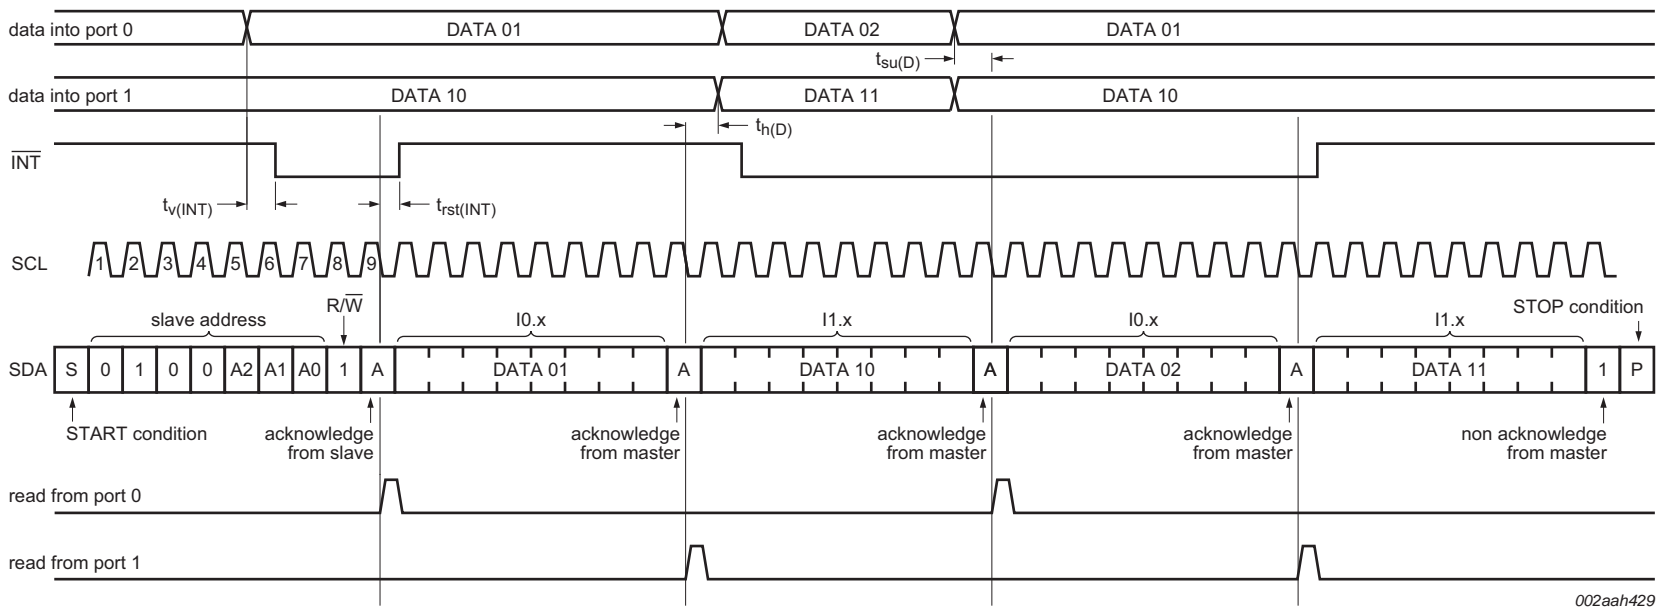 data into port 0 DATA 01 DATA 02 DATA 01
tsu(D)
data into port 1 DATA 10 DATA 11 DATA 10
th(D)
INT
tv(INT) trst(INT)
SCL 1 2 3 4 5 6 7 8 9
R/W STOP condition
slave address I0.x I1.x I0.x I1.x
SDA S 0 1 0 0 A2 A1 A0 1 A DATA 01 A DATA 10 A DATA 02 A DATA 11 1 P
START condition acknowledge acknowledge acknowledge acknowledge non acknowledge
from slave from master from master from master from master
read from port 0
read from port 1
002aah429